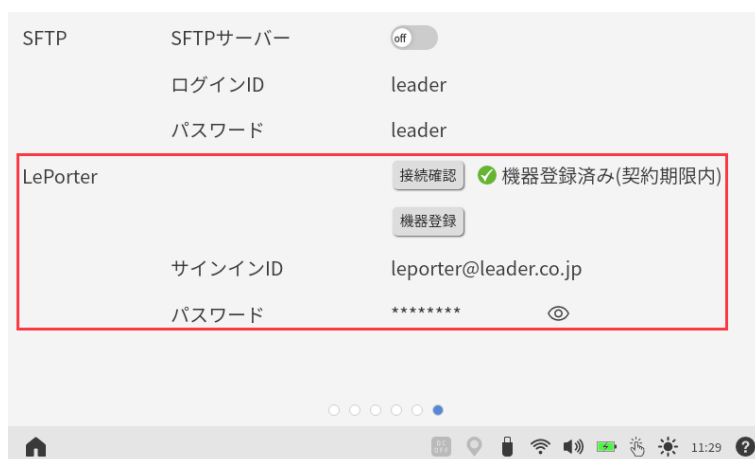 SFTP SFTPサーバー off
ログインID leader
パスワード leader
LePorter 接続確認 機器登録済み(契約期限内)
機器登録
サインインID leporter@leader.co.jp
パスワード ********
DC OFF 11:29 ?